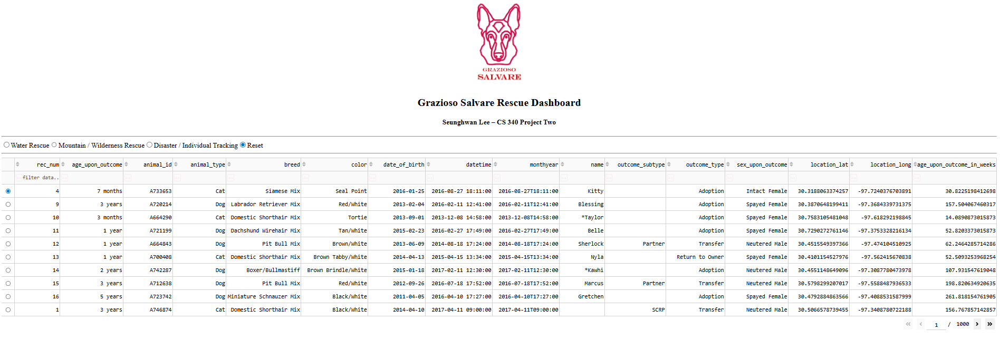 GRAZIOSO
SALVARE
Grazioso Salvare Rescue Dashboard
Seunghwan Lee – CS 340 Project Two
Water Rescue Mountain / Wilderness Rescue Disaster / Individual Tracking Reset
rec_num age_upon_outcome animal_id animal_type breed color date_of_birth datetime monthyear name outcome_subtype outcome_type sex_upon_outcome location_lat location_long age_upon_outcome_in_weeks
filter data..
4 7 months A733653 Cat Siamese Mix Seal Point 2016-01-25 2016-08-27 18:11:00 2016-08-27T18:11:00 Kitty Adoption Intact Female 30.3188063374257 -97.7240376703891 30.8225198412698
9 3 years A720214 Dog Labrador Retriever Mix Red/White 2013-02-04 2016-02-11 12:41:00 2016-02-11T12:41:00 Blessing Adoption Spayed Female 30.3870648199411 -97.3684339731375 157.504067460317
10 3 months A664290 Cat Domestic Shorthair Mix Tortie 2013-09-01 2013-12-08 14:58:00 2013-12-08T14:58:00 *Taylor Adoption Spayed Female 30.7583105481048 -97.618292198845 14.0890873015873
11 1 year A721199 Dog Dachshund Wirehair Mix Tan/White 2015-02-23 2016-02-27 17:49:00 2016-02-27T17:49:00 Belle Adoption Spayed Female 30.7290272761146 -97.3753328216134 52.8203373015873
12 1 year A664843 Dog Pit Bull Mix Brown/White 2013-06-09 2014-08-18 17:24:00 2014-08-18T17:24:00 Sherlock Partner Transfer Neutered Male 30.4515549397366 -97.474104510925 62.2464285714286
13 1 year A700408 Cat Domestic Shorthair Mix Brown Tabby/White 2014-04-13 2015-04-15 13:34:00 2015-04-15T13:34:00 Nyla Return to Owner Spayed Female 30.4101154527976 -97.562415670838 52.5093253968254
14 2 years A742287 Dog Boxer/Bullmastiff Brown Brindle/White 2015-01-18 2017-02-11 12:30:00 2017-02-11T12:30:00 *Kawhi Adoption Neutered Male 30.4551148649096 -97.3087780473978 107.931547619048
15 3 years A712638 Dog Pit Bull Mix Red/White 2012-09-26 2016-07-18 17:52:00 2016-07-18T17:52:00 Marcus Partner Transfer Neutered Male 30.5798299207017 -97.5588487936533 198.820634920635
16 5 years A723742 Dog Miniature Schnauzer Mix Black/White 2011-04-05 2016-04-10 17:27:00 2016-04-10T17:27:00 Gretchen Adoption Spayed Female 30.4792884863566 -97.4088531587999 261.818154761905
1 3 years A746874 Cat Domestic Shorthair Mix Black/White 2014-04-10 2017-04-11 09:00:00 2017-04-11T09:00:00 SCRP Transfer Neutered Male 30.5066578739455 -97.3408780722188 156.767857142857
1 / 1000